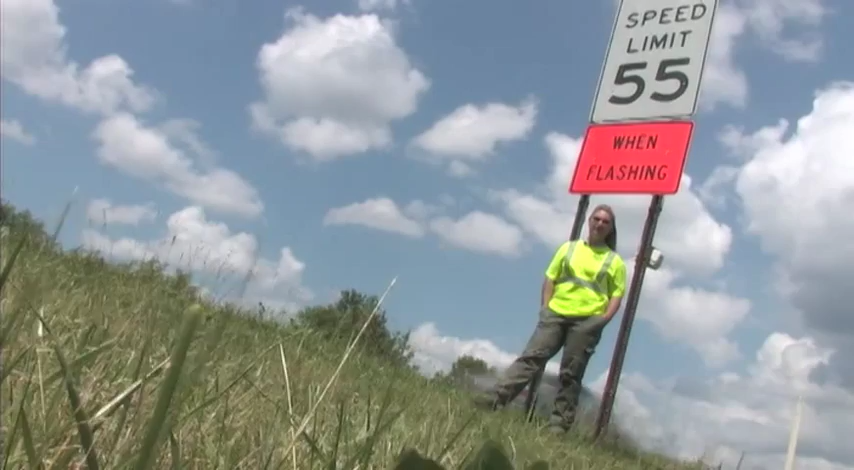 SPEED
LIMIT
55
WHEN
FLASHING